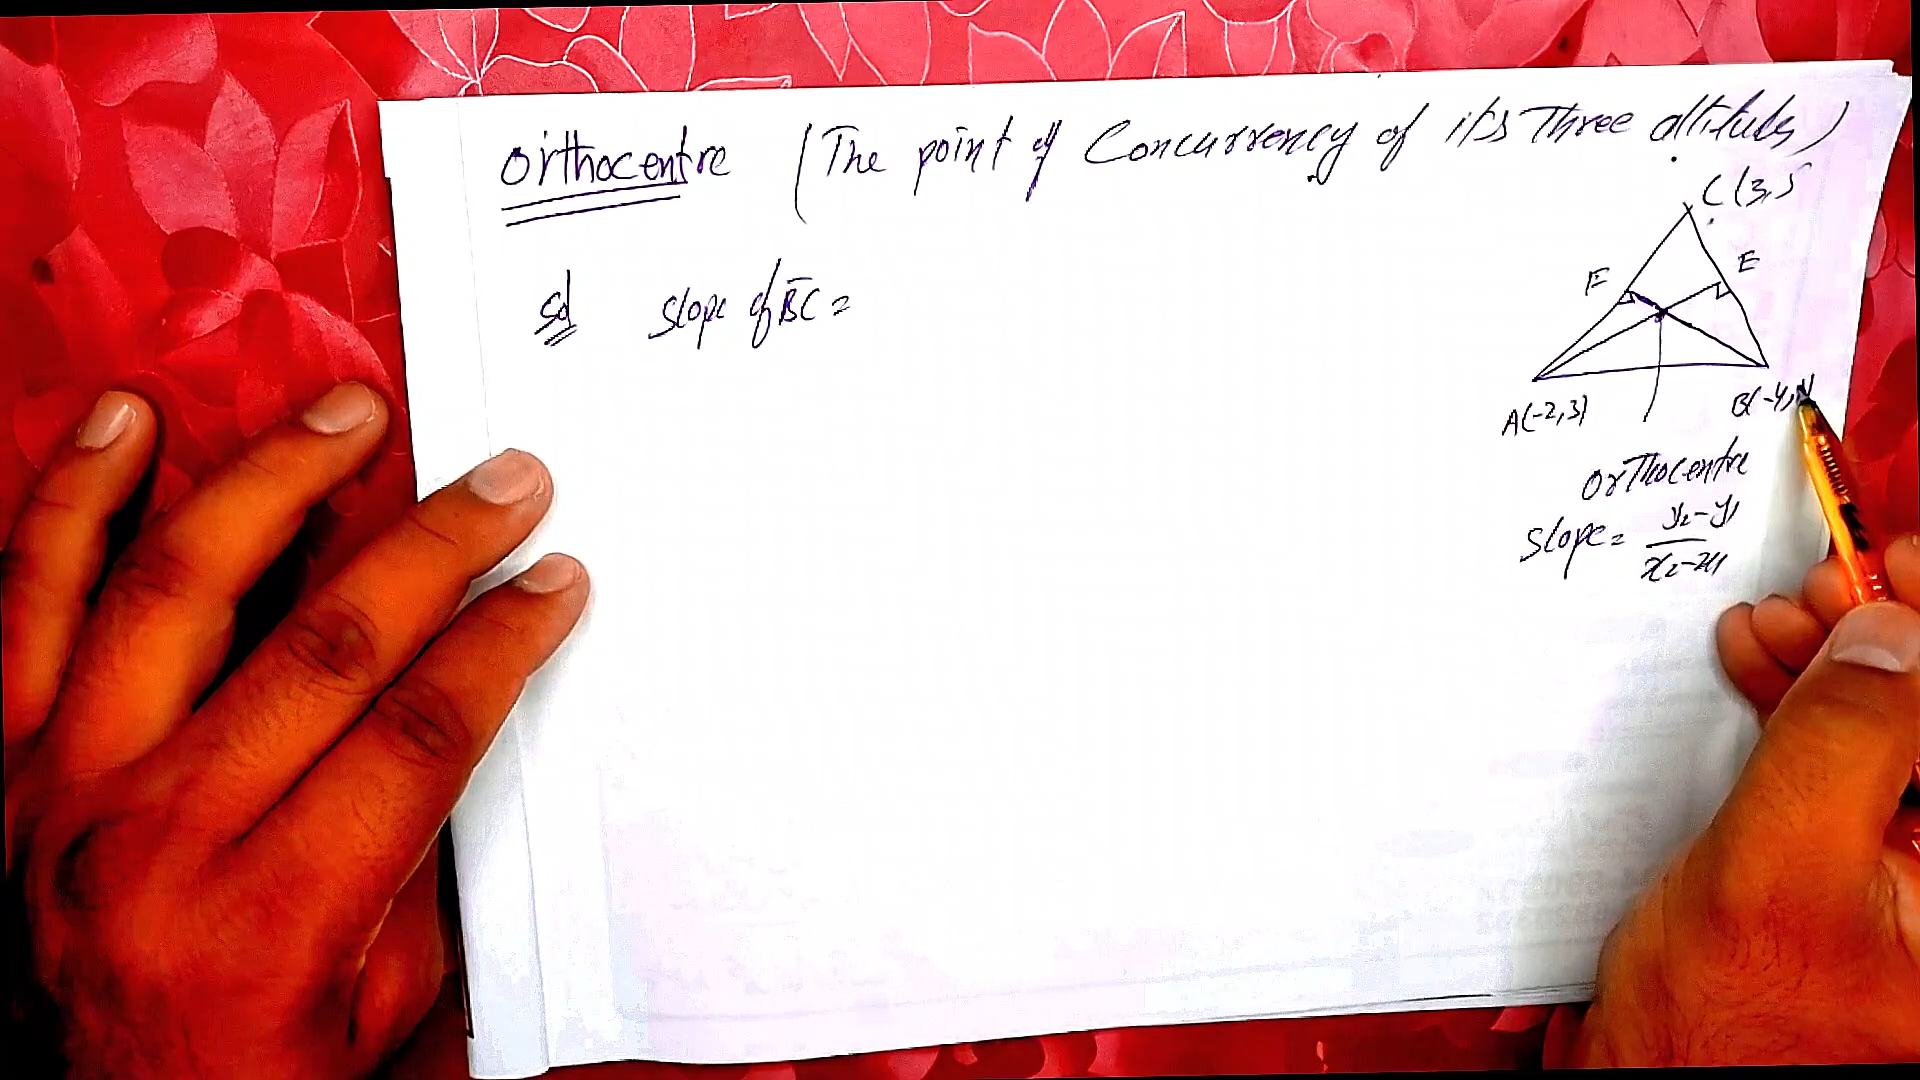 Orthocentre (The point of Concurrency of its Three altitudes)
C(3,5
F
E
Sol Slope of BC =
A(-2,3)
B(-4,
orthocentre
Slope = y₂-y₁
x₂-x₁